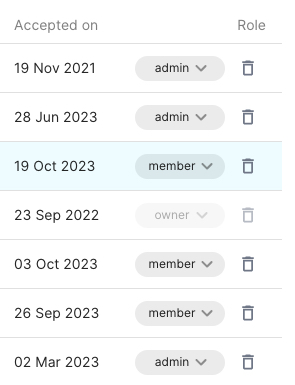 Accepted on Role
19 Nov 2021 admin
28 Jun 2023 admin
19 Oct 2023 member
23 Sep 2022 owner
03 Oct 2023 member
26 Sep 2023 member
02 Mar 2023 admin